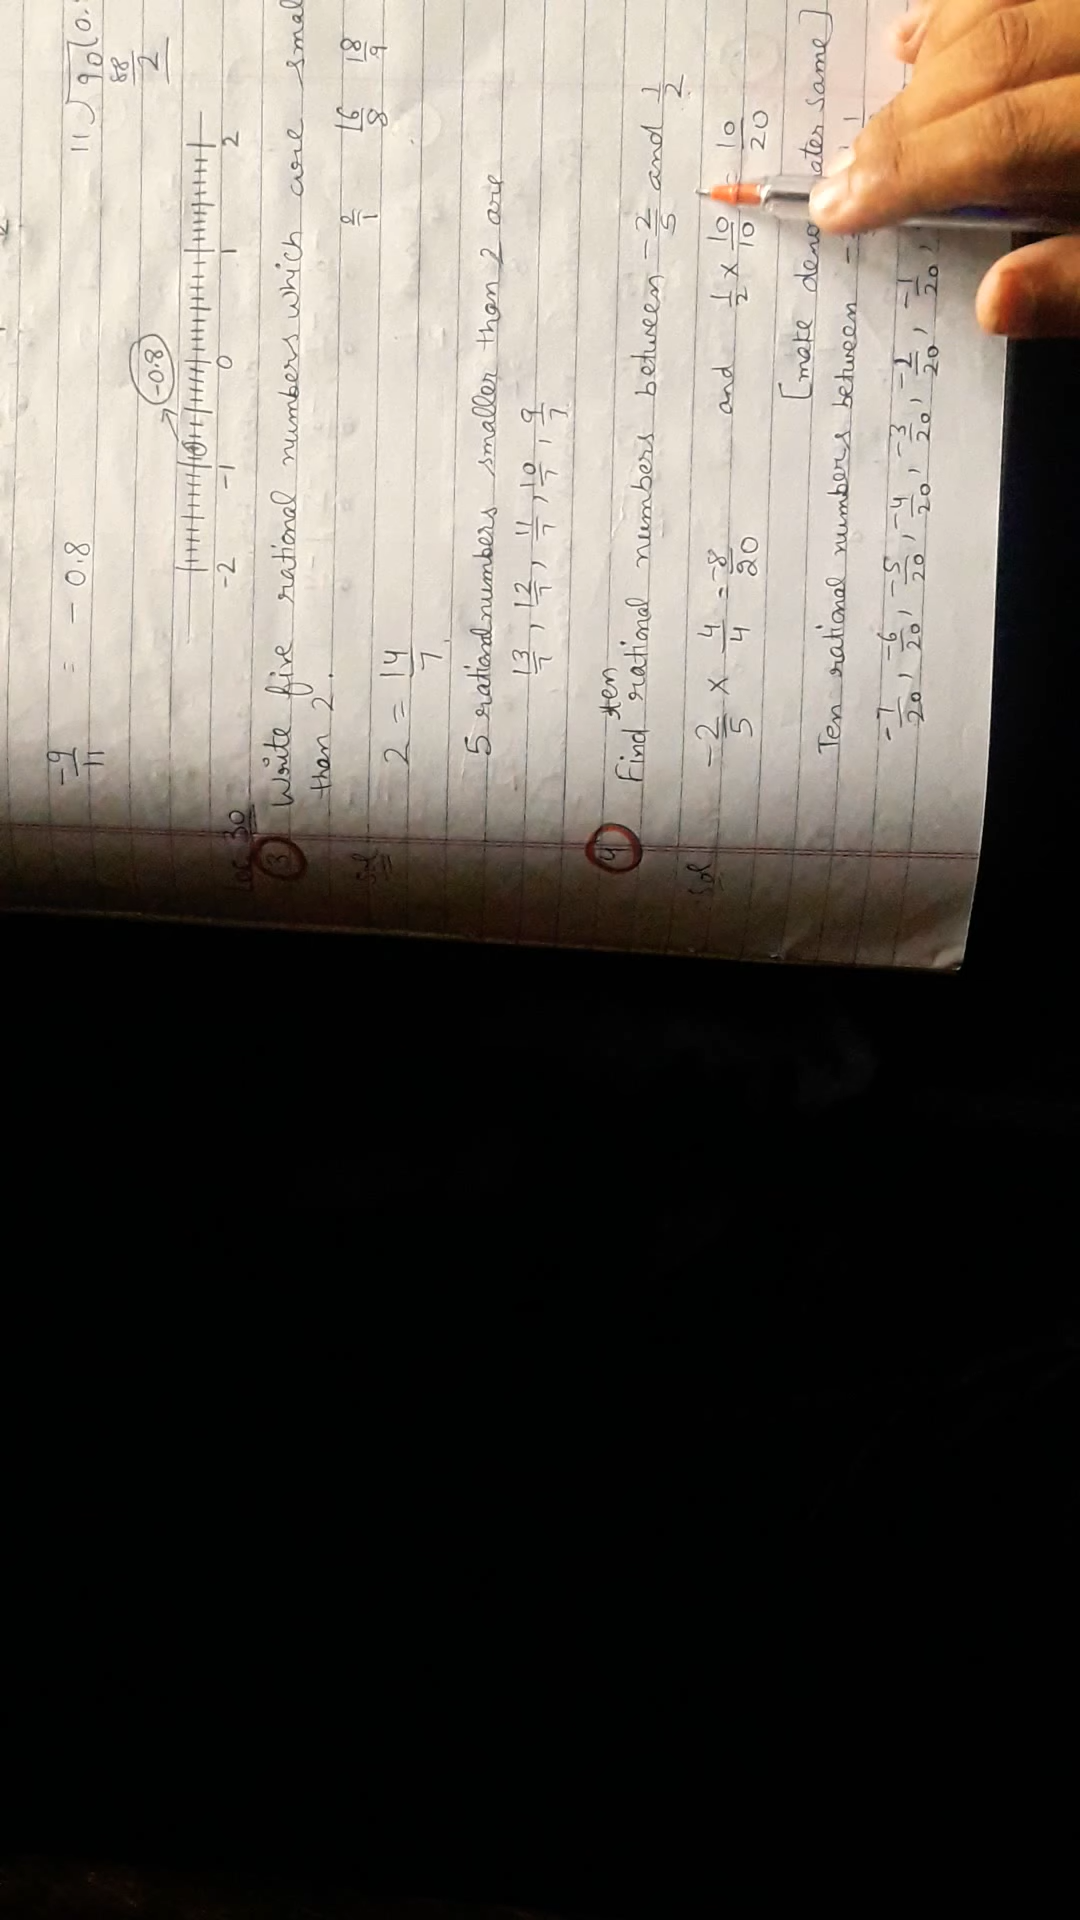 -9/11 = -0.8
11 90 (0.
88
2
-0.8
-2 -1 0 1 2
30
3 Write five rational numbers which are smal
than 2.
Sol 2/1 16/8 18/9
2 = 14/7
5 rational numbers smaller than 2 are
13/7, 12/7, 11/7, 10/7, 9/7
4 Find ten rational numbers between -2/5 and 1/2
Sol -2/5 × 4/4 = -8/20 and 1/2 × 10/10 = 10/20
[make deno ater same]
Ten rational numbers between
-7/20, -6/20, -5/20, -4/20, -3/20, -2/20, -1/20,